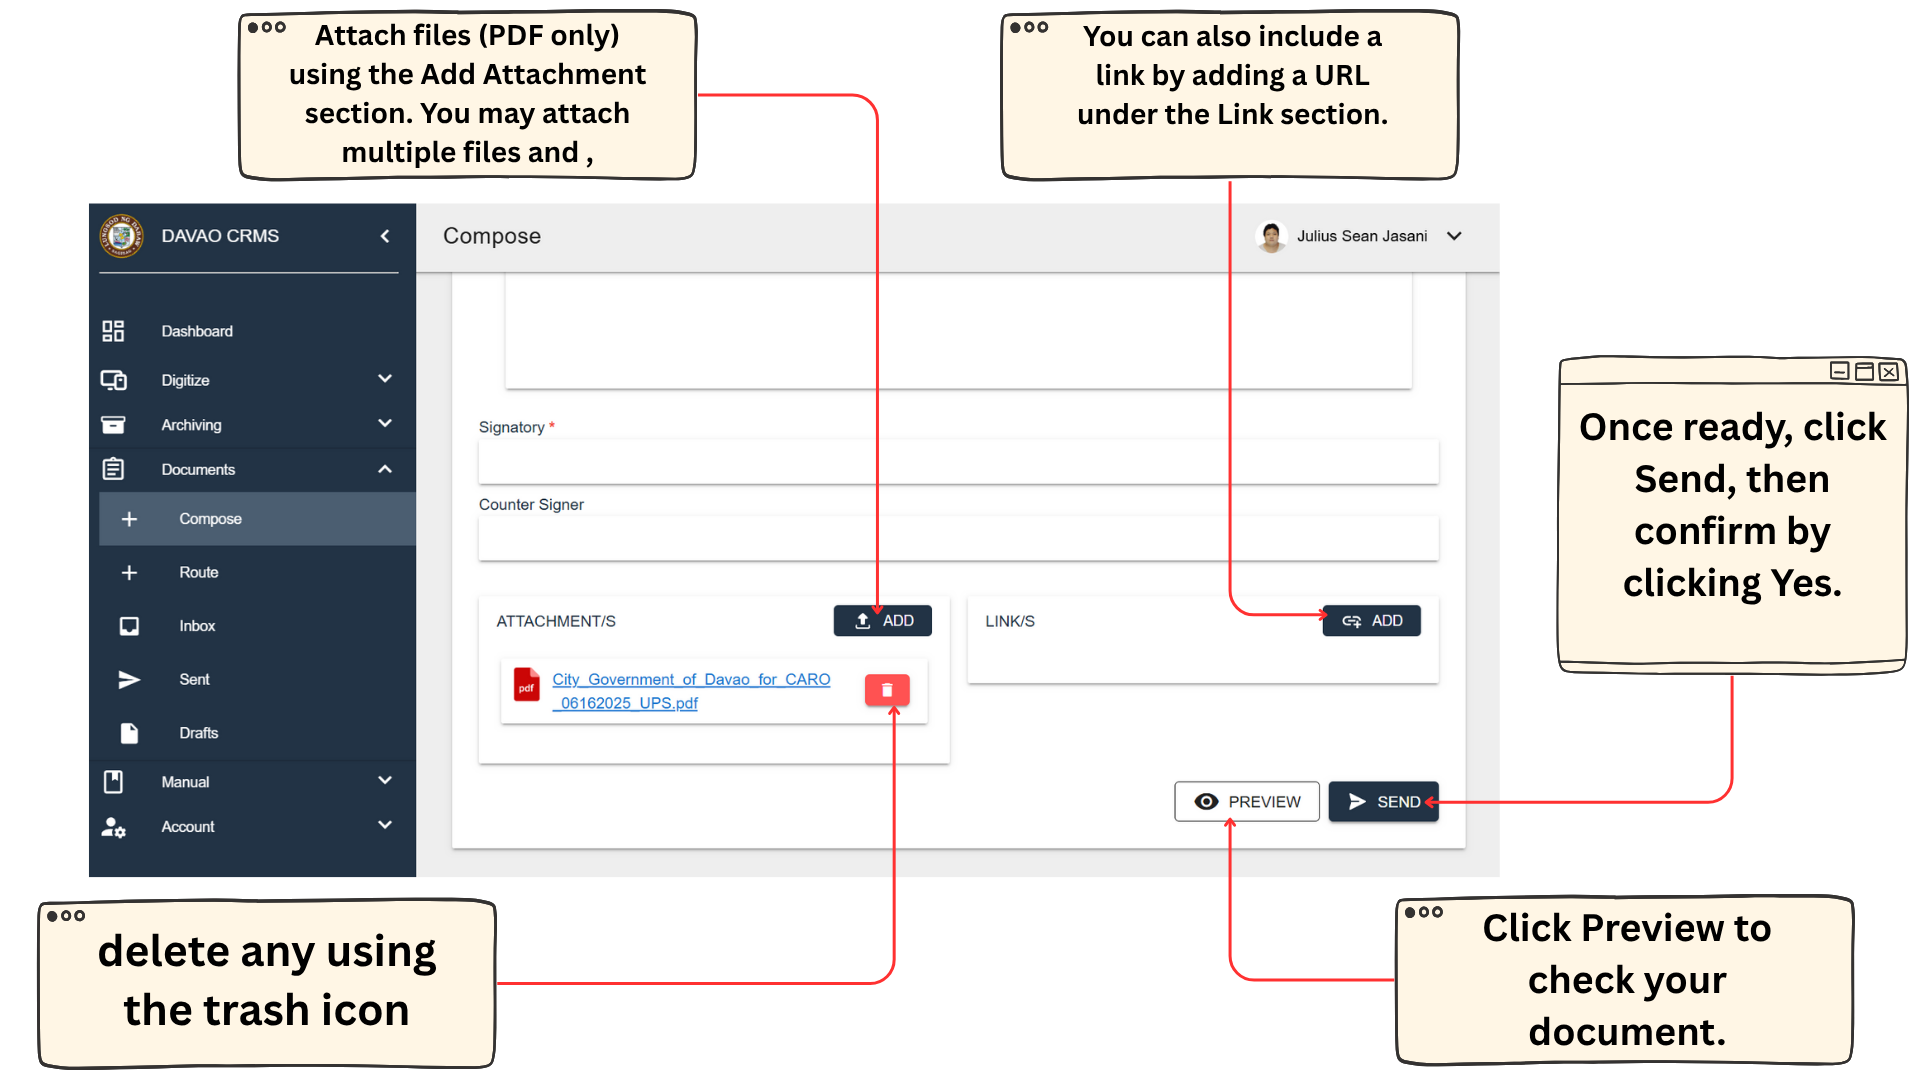 Attach files (PDF only)
using the Add Attachment
section. You may attach
multiple files and ,
You can also include a
link by adding a URL
under the Link section.
DAVAO CRMS
Compose
Julius Sean Jasani
Dashboard
Digitize
Archiving
Documents
Compose
Route
Inbox
Sent
Drafts
Manual
Account
Signatory *
Counter Signer
ATTACHMENT/S
ADD
LINK/S
ADD
pdf
City_Government_of_Davao_for_CARO
_06162025_UPS.pdf
PREVIEW
SEND
Once ready, click
Send, then
confirm by
clicking Yes.
delete any using
the trash icon
Click Preview to
check your
document.